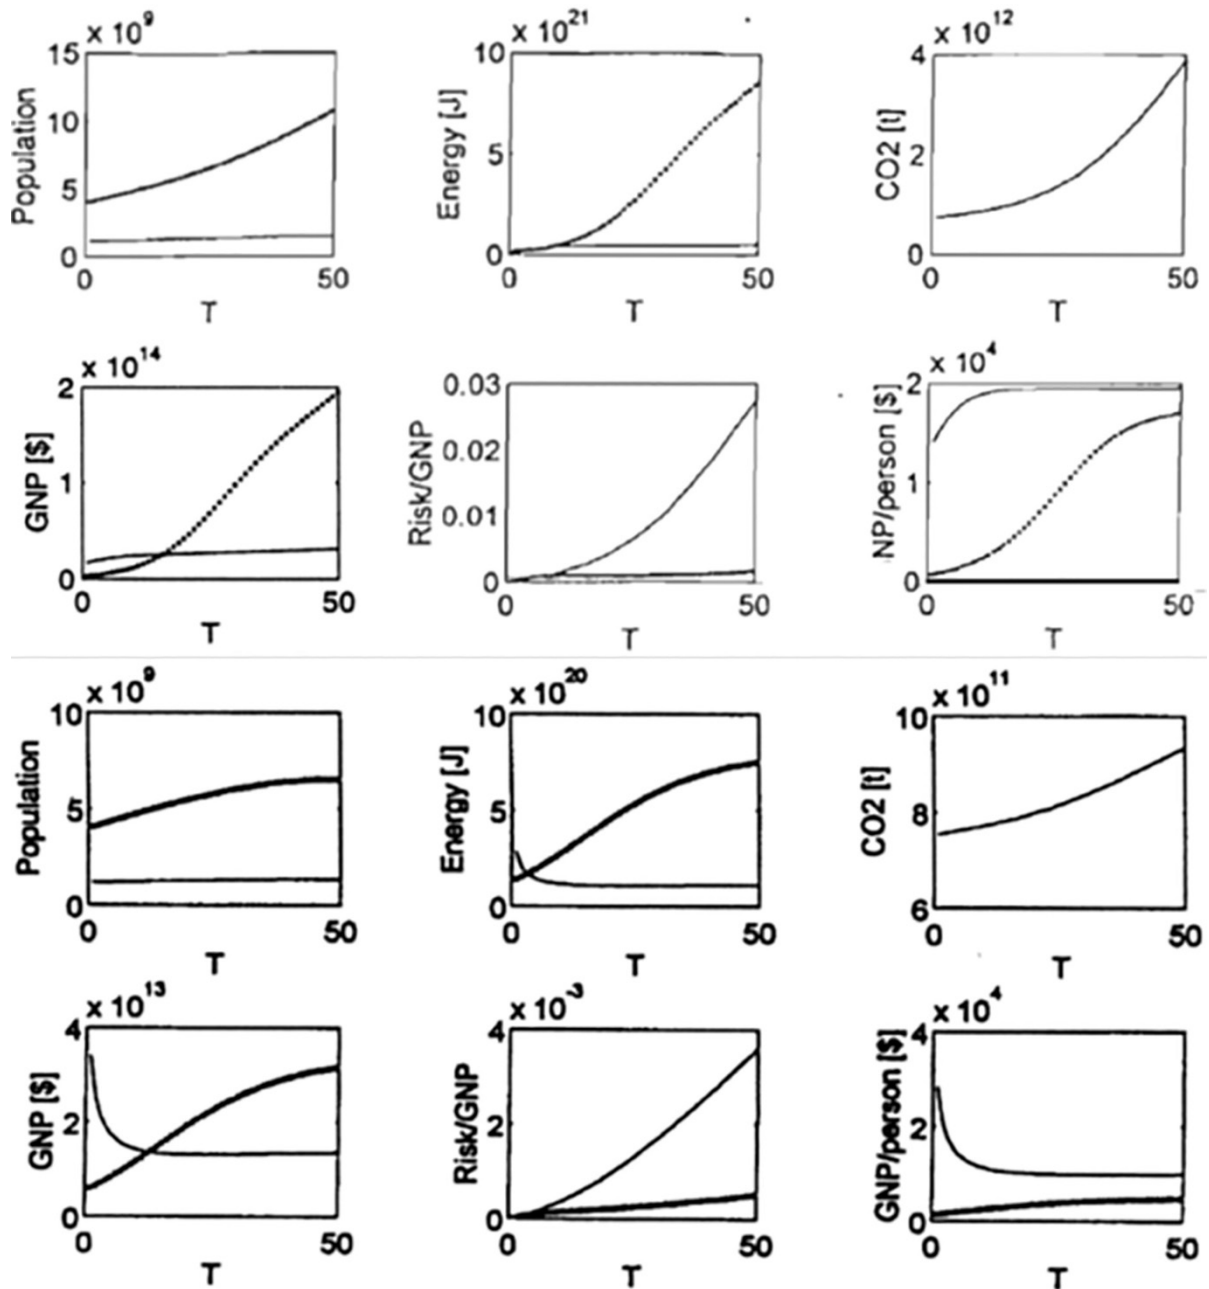 x 10^9
15
10
5
0
Population
0 50
T
x 10^21
10
5
0
Energy [J]
0 50
T
x 10^12
4
2
0
CO2 [t]
0 50
T
x 10^14
2
1
0
GNP [$]
0 50
T
0.03
0.02
0.01
0
Risk/GNP
0 50
T
x 10^4
2
1
0
NP/person [$]
0 50
T
x 10^9
10
5
0
Population
0 50
T
x 10^20
10
5
0
Energy [J]
0 50
T
x 10^11
10
8
6
CO2 [t]
0 50
T
x 10^13
4
2
0
GNP [$]
0 50
T
x 10^-3
4
2
0
Risk/GNP
0 50
T
x 10^4
4
2
0
GNP/person [$]
0 50
T